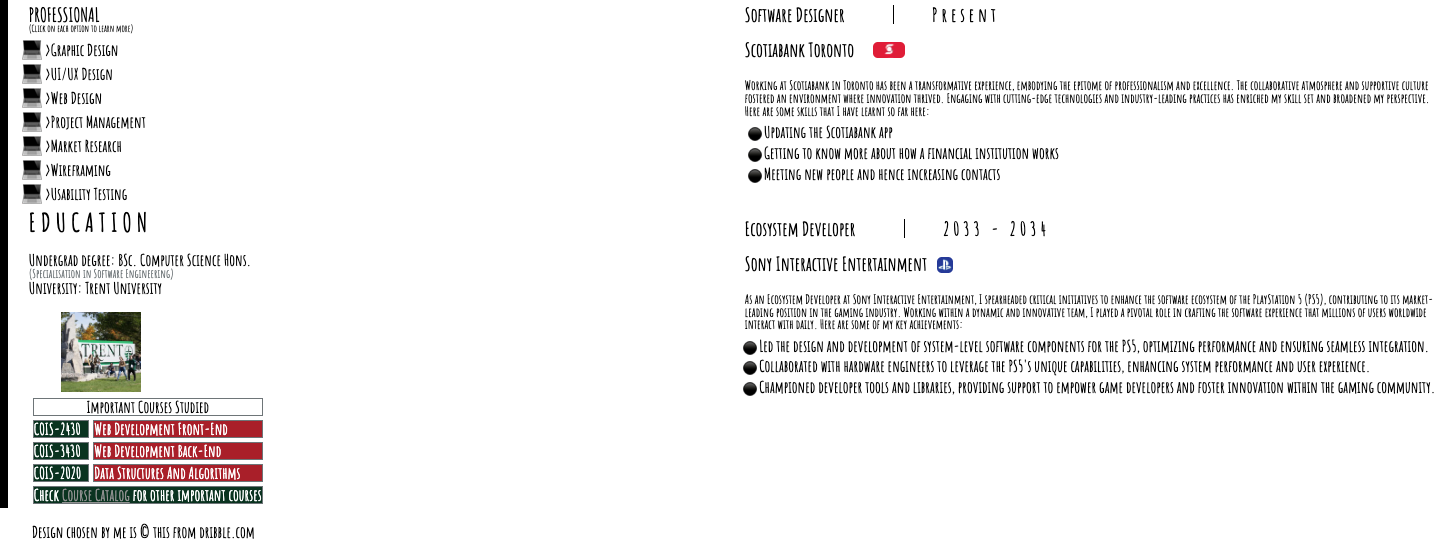 PROFESSIONAL
(Click on each option to learn more)
>Graphic Design
>UI/UX Design
>Web Design
>Project Management
>Market Research
>Wireframing
>Usability Testing
EDUCATION
Undergrad degree: BSc. Computer Science Hons.
(Specialisation in Software Engineering)
University: Trent University
TRENT
Important Courses Studied
COIS-2430 Web Development Front-End
COIS-3430 Web Development Back-End
COIS-2020 Data Structures And Algorithms
Check Course Catalog for other important courses
Design chosen by me is © this from dribble.com
Software Designer | Present
Scotiabank Toronto
Working at Scotiabank in Toronto has been a transformative experience, embodying the epitome of professionalism and excellence. The collaborative atmosphere and supportive culture
fostered an environment where innovation thrived. Engaging with cutting-edge technologies and industry-leading practices has enriched my skill set and broadened my perspective.
Here are some skills that I have learnt so far here:
Updating the Scotiabank app
Getting to know more about how a financial institution works
Meeting new people and hence increasing contacts
Ecosystem Developer | 2033 - 2034
Sony Interactive Entertainment
As an Ecosystem Developer at Sony Interactive Entertainment, I spearheaded critical initiatives to enhance the software ecosystem of the PlayStation 5 (PS5), contributing to its market-
leading position in the gaming industry. Working within a dynamic and innovative team, I played a pivotal role in crafting the software experience that millions of users worldwide
interact with daily. Here are some of my key achievements:
Led the design and development of system-level software components for the PS5, optimizing performance and ensuring seamless integration.
Collaborated with hardware engineers to leverage the PS5's unique capabilities, enhancing system performance and user experience.
Championed developer tools and libraries, providing support to empower game developers and foster innovation within the gaming community.